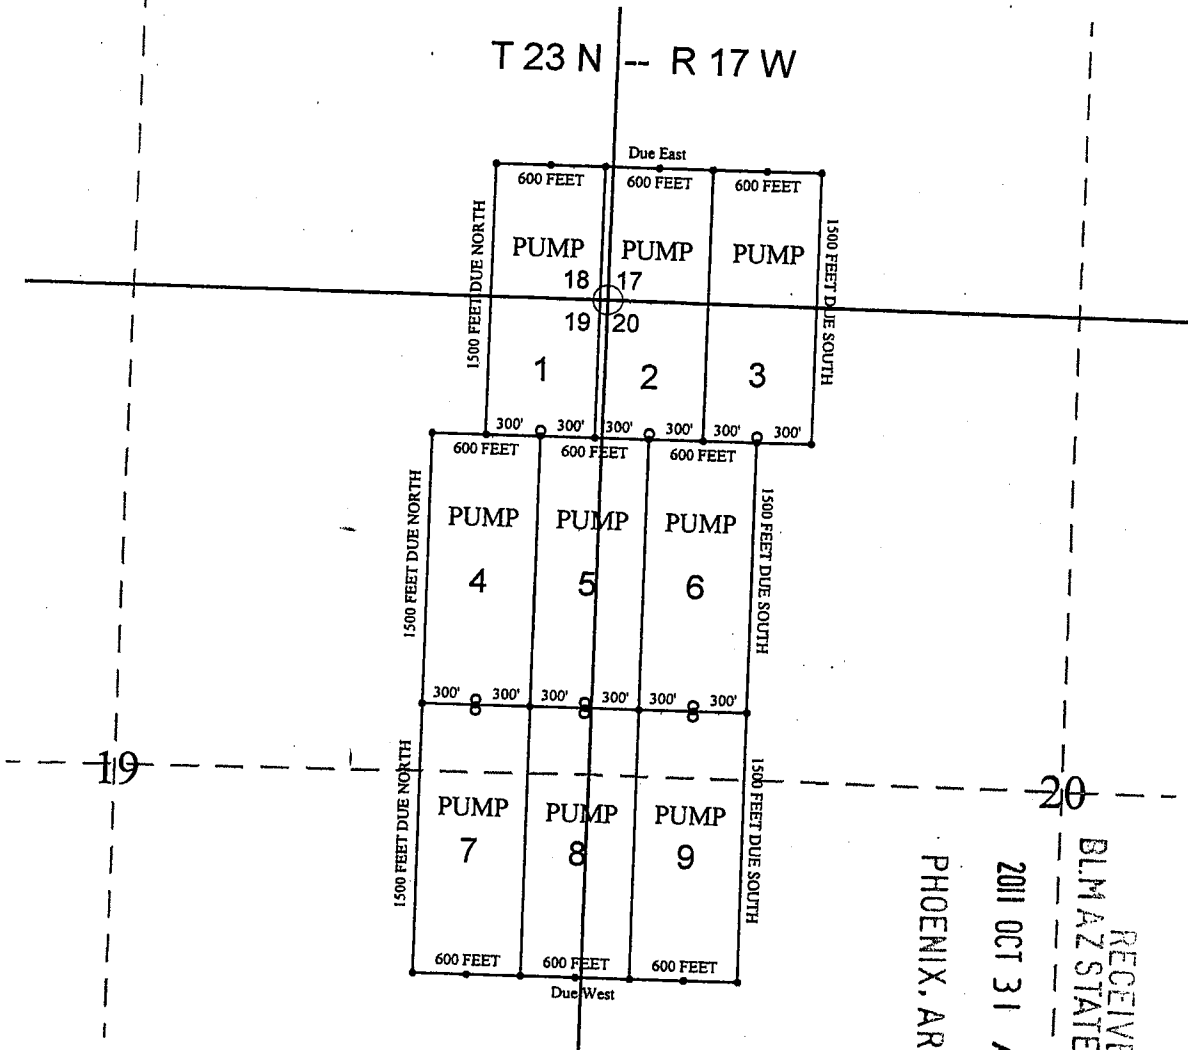 T 23 N -- R 17 W
Due East
600 FEET 600 FEET 600 FEET
1500 FEET DUE NORTH
PUMP PUMP PUMP
1500 FEET DUE SOUTH
18 17
19 20
1 2 3
300' 300' 300' 300' 300' 300'
600 FEET 600 FEET 600 FEET
1500 FEET DUE NORTH
PUMP PUMP PUMP
1500 FEET DUE SOUTH
4 5 6
300' 300' 300' 300' 300' 300'
19
20
1500 FEET DUE NORTH
PUMP PUMP PUMP
1500 FEET DUE SOUTH
7 8 9
600 FEET 600 FEET 600 FEET
Due West
RECEIVE
BLM AZ STATE
2011 OCT 31 A
PHOENIX, AR